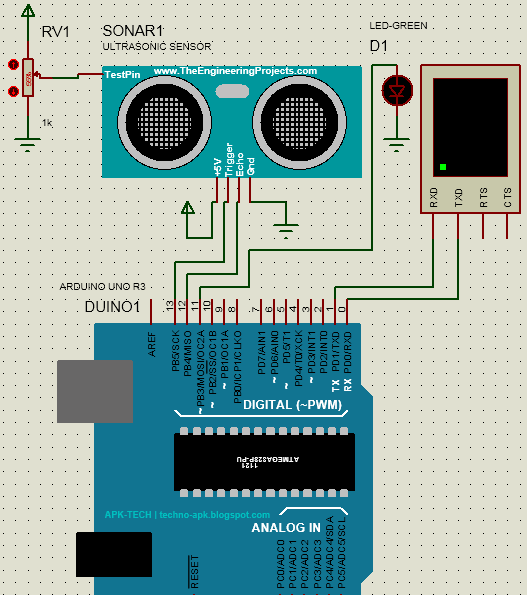 RV1
1k
SONAR1
ULTRASONIC SENSOR
TestPin
www.TheEngineeringProjects.com
+5V
Trigger
Echo
Gnd
LED-GREEN
D1
RXD
TXD
RTS
CTS
ARDUINO UNO R3
DUINO1
13
12
11
10
9
8
7
6
5
4
3
2
1
0
AREF
PB5/SCK
PB4/MISO
~ PB3/MOSI/OC2A
~ PB2/SS/OC1B
~ PB1/OC1A
PB0/ICP1/CLKO
PD7/AIN1
~ PD6/AIN0
~ PD5/T1
PD4/T0/XCK
~ PD3/INT1
PD2/INT0
TX PD1/TXD
RX PD0/RXD
DIGITAL (~PWM)
ATMEGA328P-PU
1121
APK-TECH | techno-apk.blogspot.com
ANALOG IN
RESET
PC0/ADC0
PC1/ADC1
PC2/ADC2
PC3/ADC3
PC4/ADC4/SDA
PC5/ADC5/SCL